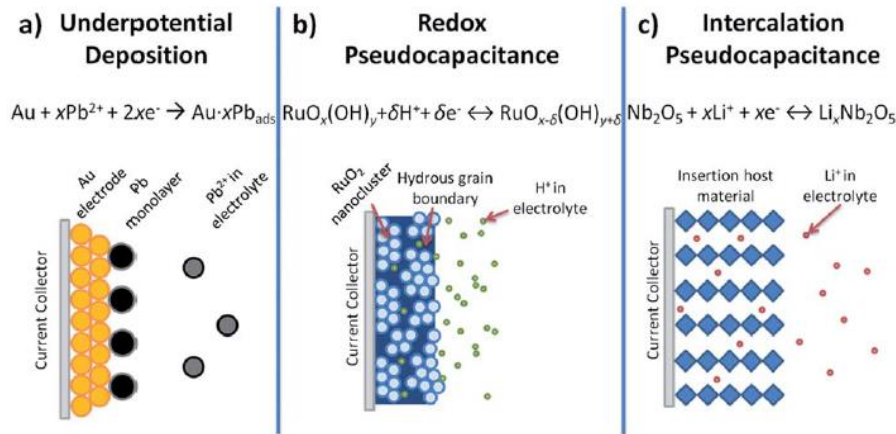 a) Underpotential
Deposition
Au + xPb²⁺ + 2xe⁻ → Au·xPb_ads
Au
electrode
Pb
monolayer
Pb²⁺ in
electrolyte
Current Collector
b) Redox
Pseudocapacitance
RuOₓ(OH)ᵧ+δH⁺+ δe⁻ ↔ RuOₓ₋δ(OH)ᵧ₊δ
RuO₂
nanocluster
Hydrous grain
boundary
H⁺ in
electrolyte
Current Collector
c) Intercalation
Pseudocapacitance
Nb₂O₅ + xLi⁺ + xe⁻ ↔ LiₓNb₂O₅
Insertion host
material
Li⁺ in
electrolyte
Current Collector